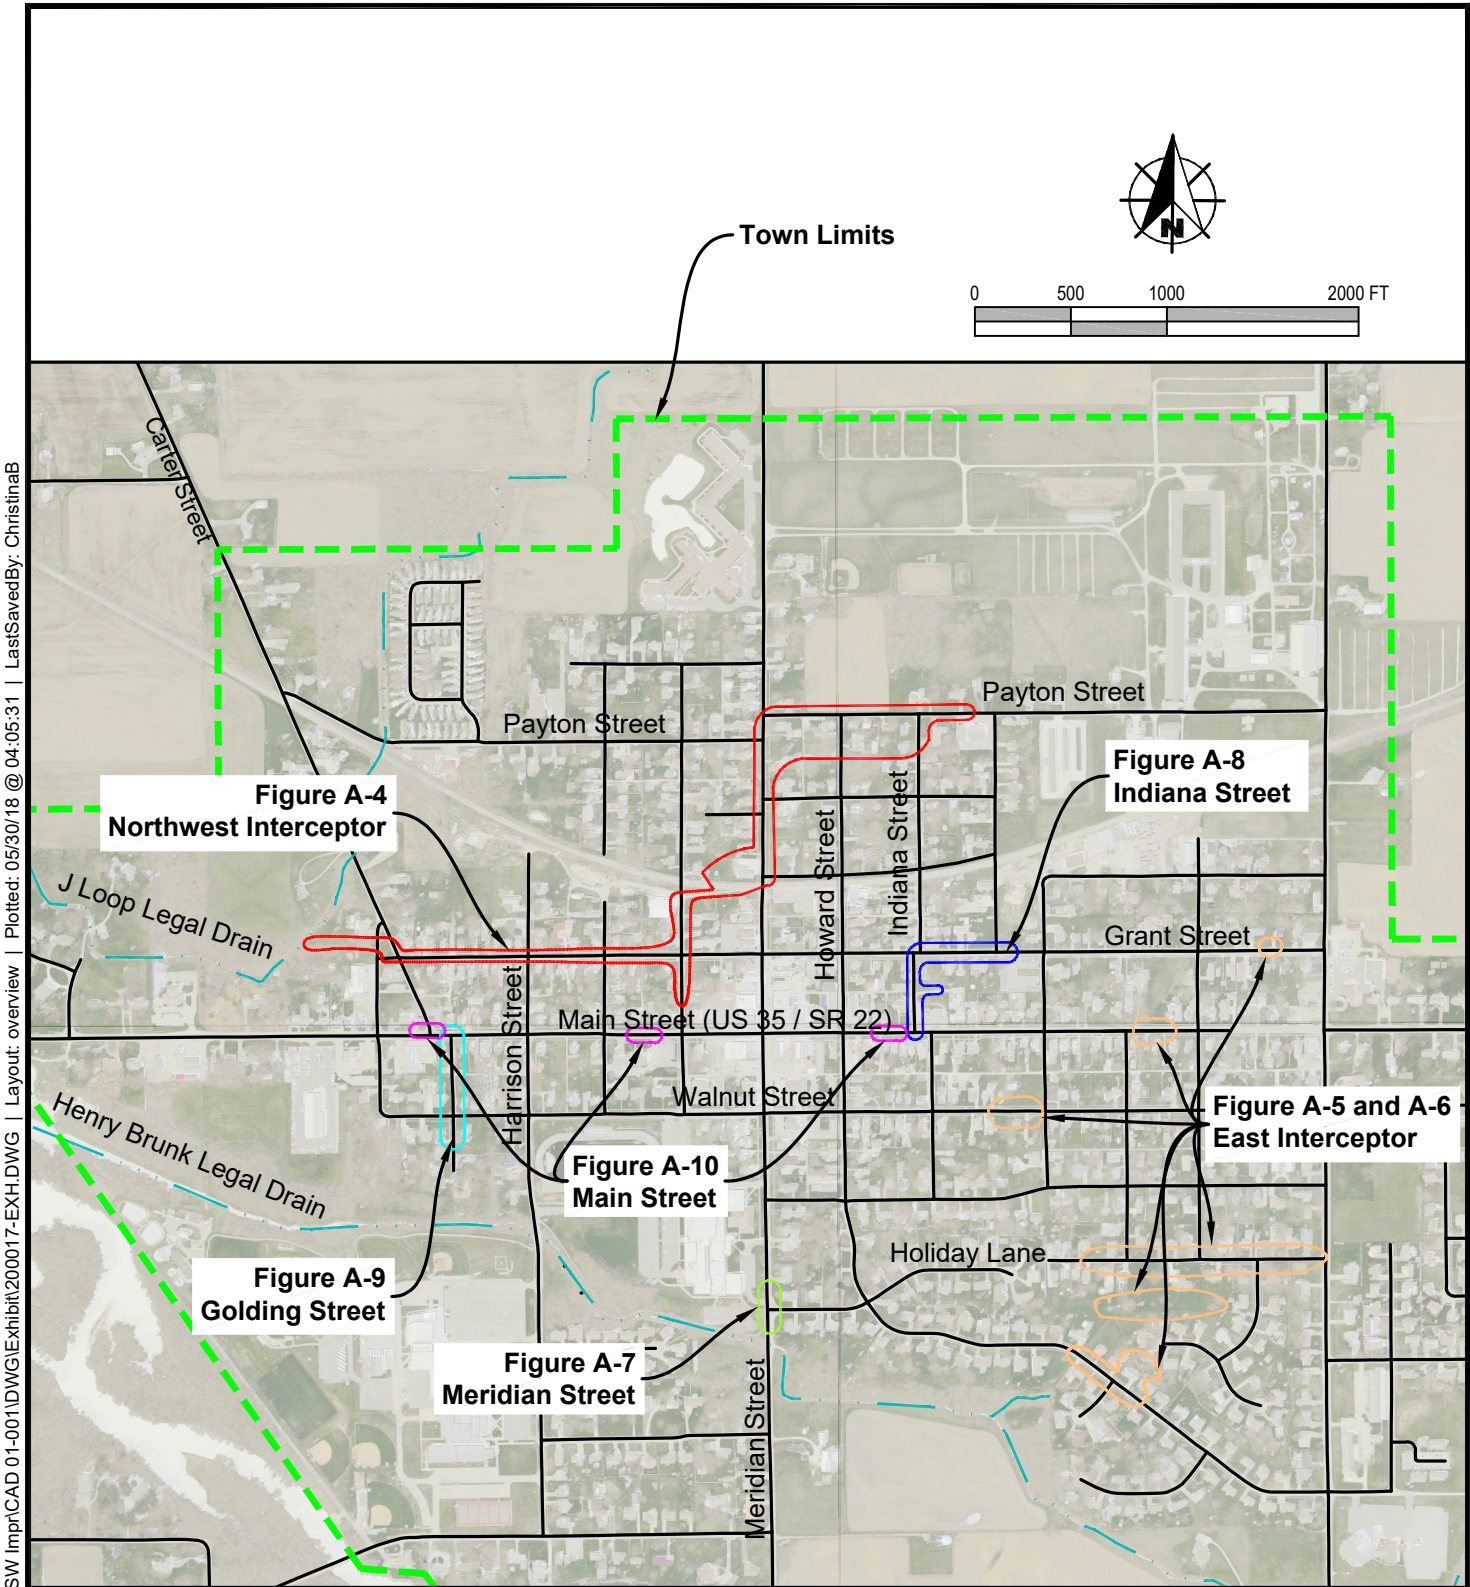 Town Limits
N
0 500 1000 2000 FT
Carter Street
Payton Street
Payton Street
Figure A-8
Indiana Street
Figure A-4
Northwest Interceptor
Howard Street
Indiana Street
J Loop Legal Drain
Grant Street
Harrison Street
Main Street (US 35 / SR 22)
Walnut Street
Henry Brunk Legal Drain
Figure A-5 and A-6
East Interceptor
Figure A-10
Main Street
Holiday Lane
Figure A-9
Golding Street
Figure A-7
Meridian Street
Meridian Street
SW Impr\CAD 01-001\DWG\Exhibit\200017-EXH.DWG | Layout: overview | Plotted: 05/30/18 @ 04:05:31 | LastSavedBy: ChristinaB